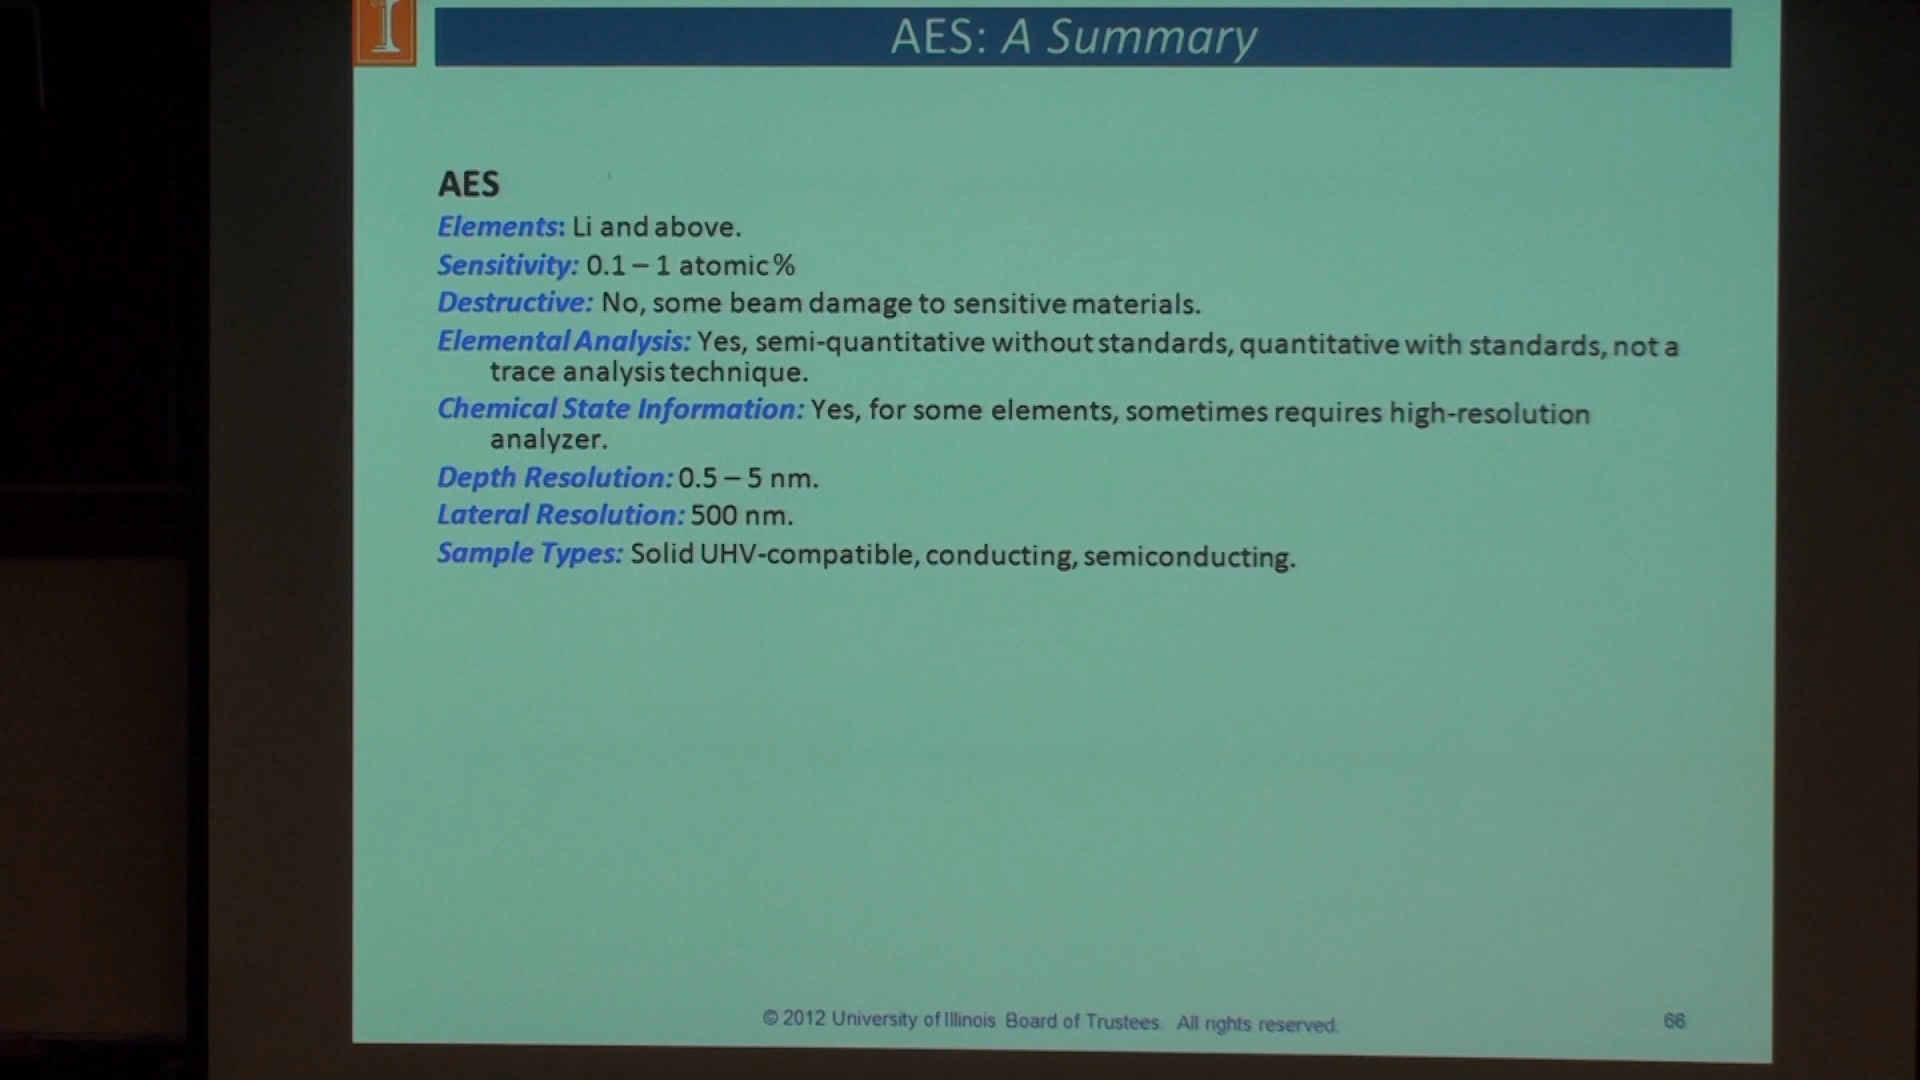 AES: A Summary
AES
Elements: Li and above.
Sensitivity: 0.1 – 1 atomic %
Destructive: No, some beam damage to sensitive materials.
Elemental Analysis: Yes, semi-quantitative without standards, quantitative with standards, not a
trace analysis technique.
Chemical State Information: Yes, for some elements, sometimes requires high-resolution
analyzer.
Depth Resolution: 0.5 – 5 nm.
Lateral Resolution: 500 nm.
Sample Types: Solid UHV-compatible, conducting, semiconducting.
© 2012 University of Illinois Board of Trustees. All rights reserved.
66